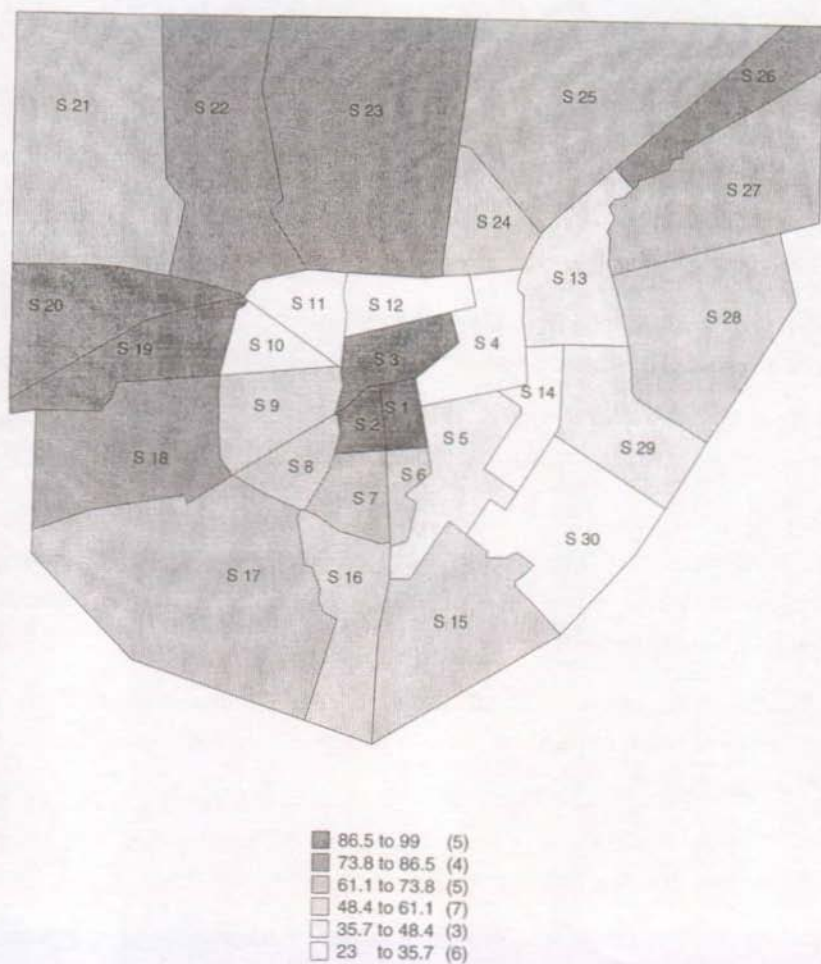 S 21
S 22
S 23
S 25
S 26
S 27
S 24
S 13
S 20
S 11
S 12
S 28
S 19
S 10
S 3
S 4
S 9
S 2
S 1
S 14
S 18
S 8
S 5
S 29
S 7
S 6
S 30
S 17
S 16
S 15
86.5 to 99 (5)
73.8 to 86.5 (4)
61.1 to 73.8 (5)
48.4 to 61.1 (7)
35.7 to 48.4 (3)
23 to 35.7 (6)